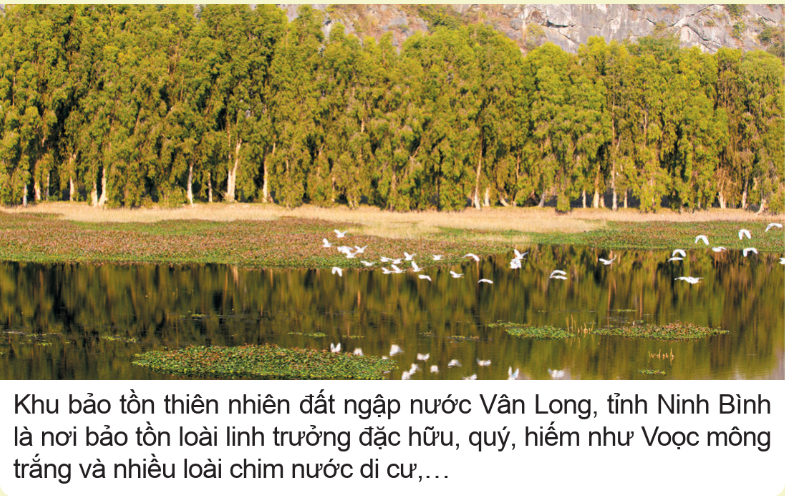 Khu bảo tồn thiên nhiên đất ngập nước Vân Long, tỉnh Ninh Bình
là nơi bảo tồn loài linh trưởng đặc hữu, quý, hiếm như Voọc mông
trắng và nhiều loài chim nước di cư,…